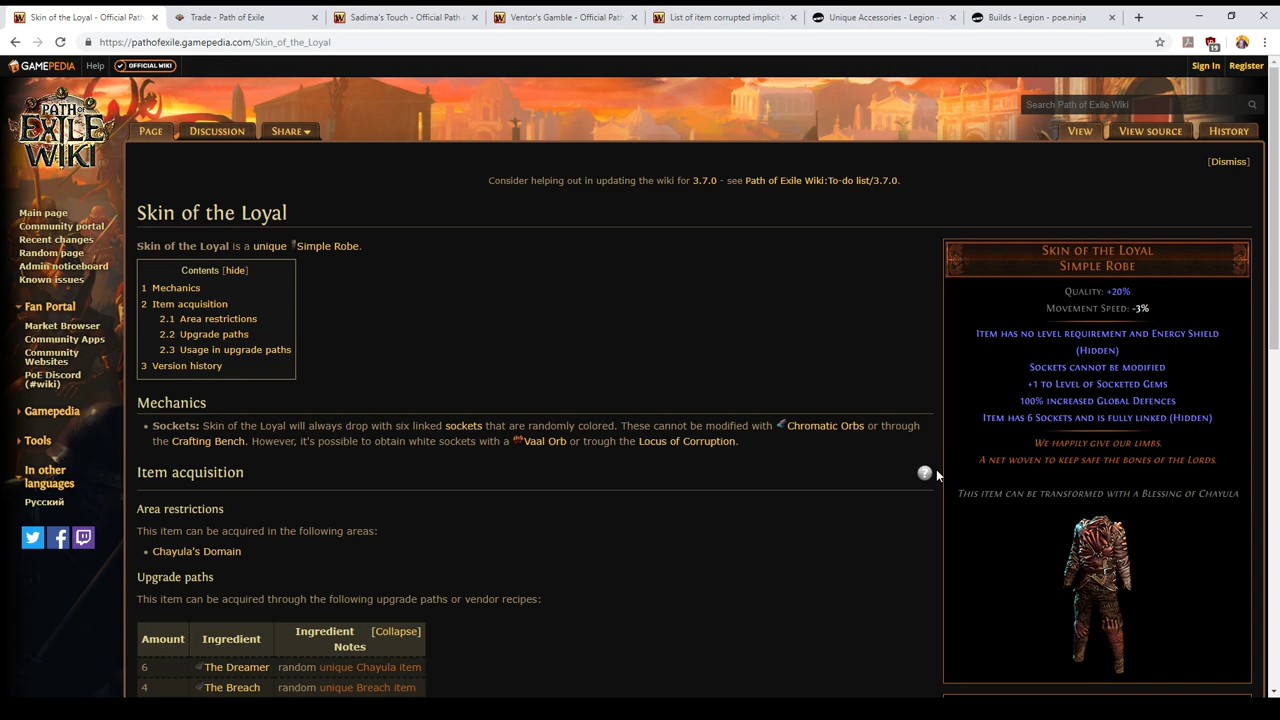 Skin of the Loyal - Official Path
Trade - Path of Exile
Sadima's Touch - Official Path
Ventor's Gamble - Official Path
List of item corrupted implicit
Unique Accessories - Legion -
Builds - Legion - poe.ninja
https://pathofexile.gamepedia.com/Skin_of_the_Loyal
19
GAMEPEDIA
Help
OFFICIAL WIKI
Sign In
Register
PATH OF EXILE WIKI
Search Path of Exile Wiki
PAGE
DISCUSSION
SHARE
VIEW
VIEW SOURCE
HISTORY
[Dismiss]
Consider helping out in updating the wiki for 3.7.0 - see Path of Exile Wiki:To-do list/3.7.0.
Main page
Community portal
Recent changes
Random page
Admin noticeboard
Known issues
Fan Portal
Market Browser
Community Apps
Community
Websites
PoE Discord
(#wiki)
Gamepedia
Tools
In other
languages
Русский
Skin of the Loyal
Skin of the Loyal is a unique Simple Robe.
Contents [hide]
1 Mechanics
2 Item acquisition
2.1 Area restrictions
2.2 Upgrade paths
2.3 Usage in upgrade paths
3 Version history
Mechanics
Sockets: Skin of the Loyal will always drop with six linked sockets that are randomly colored. These cannot be modified with Chromatic Orbs or through
the Crafting Bench. However, it's possible to obtain white sockets with a Vaal Orb or trough the Locus of Corruption.
Item acquisition
?
Area restrictions
This item can be acquired in the following areas:
Chayula's Domain
Upgrade paths
This item can be acquired through the following upgrade paths or vendor recipes:
Amount
Ingredient
Ingredient
Notes
[Collapse]
6
The Dreamer
random unique Chayula item
4
The Breach
random unique Breach item
SKIN OF THE LOYAL
SIMPLE ROBE
QUALITY: +20%
MOVEMENT SPEED: -3%
ITEM HAS NO LEVEL REQUIREMENT AND ENERGY SHIELD
(HIDDEN)
SOCKETS CANNOT BE MODIFIED
+1 TO LEVEL OF SOCKETED GEMS
100% INCREASED GLOBAL DEFENCES
ITEM HAS 6 SOCKETS AND IS FULLY LINKED (HIDDEN)
WE HAPPILY GIVE OUR LIMBS.
A NET WOVEN TO KEEP SAFE THE BONES OF THE LORDS.
THIS ITEM CAN BE TRANSFORMED WITH A BLESSING OF CHAYULA